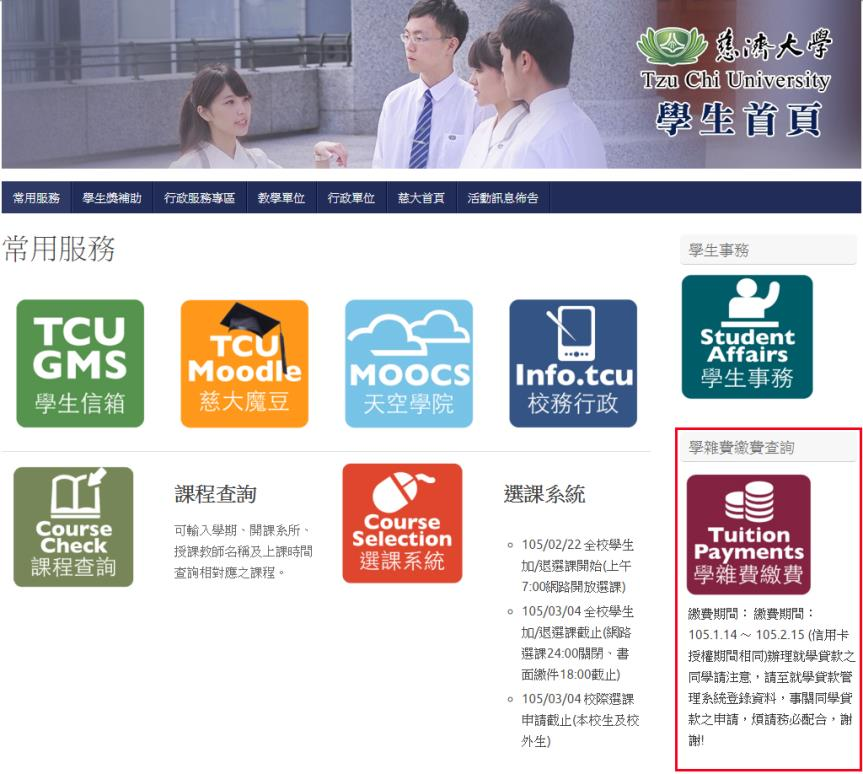 慈濟大學
Tzu Chi University
學生首頁
常用服務 學生獎補助 行政服務專區 教學單位 行政單位 慈大首頁 活動訊息佈告
常用服務
TCU
GMS
學生信箱
TCU
Moodle
慈大魔豆
MOOCS
天空學院
Info.tcu
校務行政
Course
Check
課程查詢
課程查詢
可輸入學期、開課系所、
授課教師名稱及上課時間
查詢相對應之課程。
Course
Selection
選課系統
選課系統
105/02/22 全校學生
加/退選課開始(上午
7:00網路開放選課)
105/03/04 全校學生
加/退選課截止(網路
選課24:00關閉、書
面繳件18:00截止)
105/03/04 校際選課
申請截止(本校生及校
外生)
學生事務
Student
Affairs
學生事務
學雜費繳費查詢
Tuition
Payments
學雜費繳費
繳費期間： 繳費期間：
105.1.14 ～ 105.2.15 (信用卡
授權期間相同)辦理就學貸款之
同學請注意，請至就學貸款管
理系統登錄資料，事關同學貸
款之申請，煩請務必配合，謝
謝!